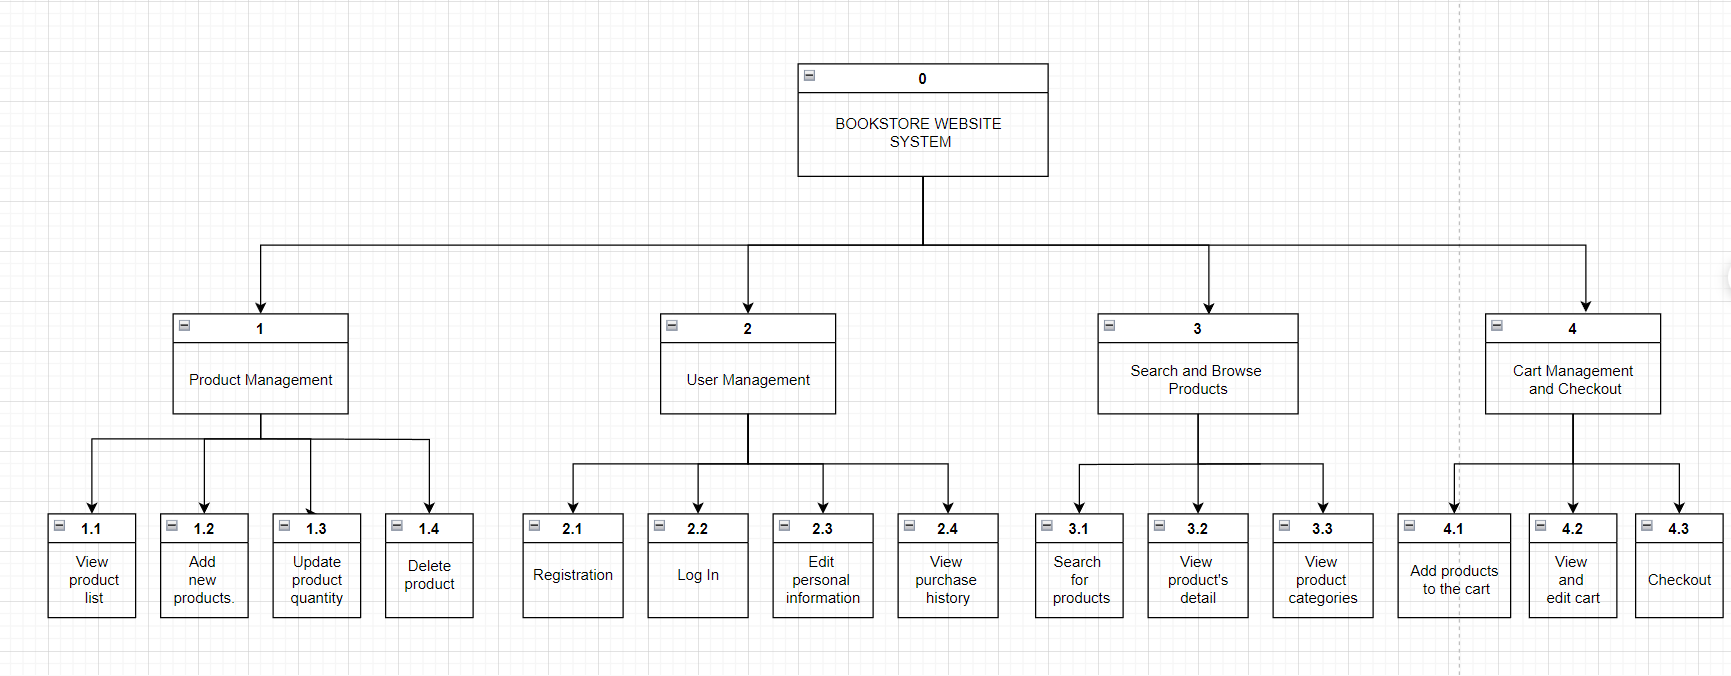 0
BOOKSTORE WEBSITE
SYSTEM
1
Product Management
2
User Management
3
Search and Browse
Products
4
Cart Management
and Checkout
1.1
View
product
list
1.2
Add
new
products.
1.3
Update
product
quantity
1.4
Delete
product
2.1
Registration
2.2
Log In
2.3
Edit
personal
information
2.4
View
purchase
history
3.1
Search
for
products
3.2
View
product's
detail
3.3
View
product
categories
4.1
Add products
to the cart
4.2
View
and
edit cart
4.3
Checkout